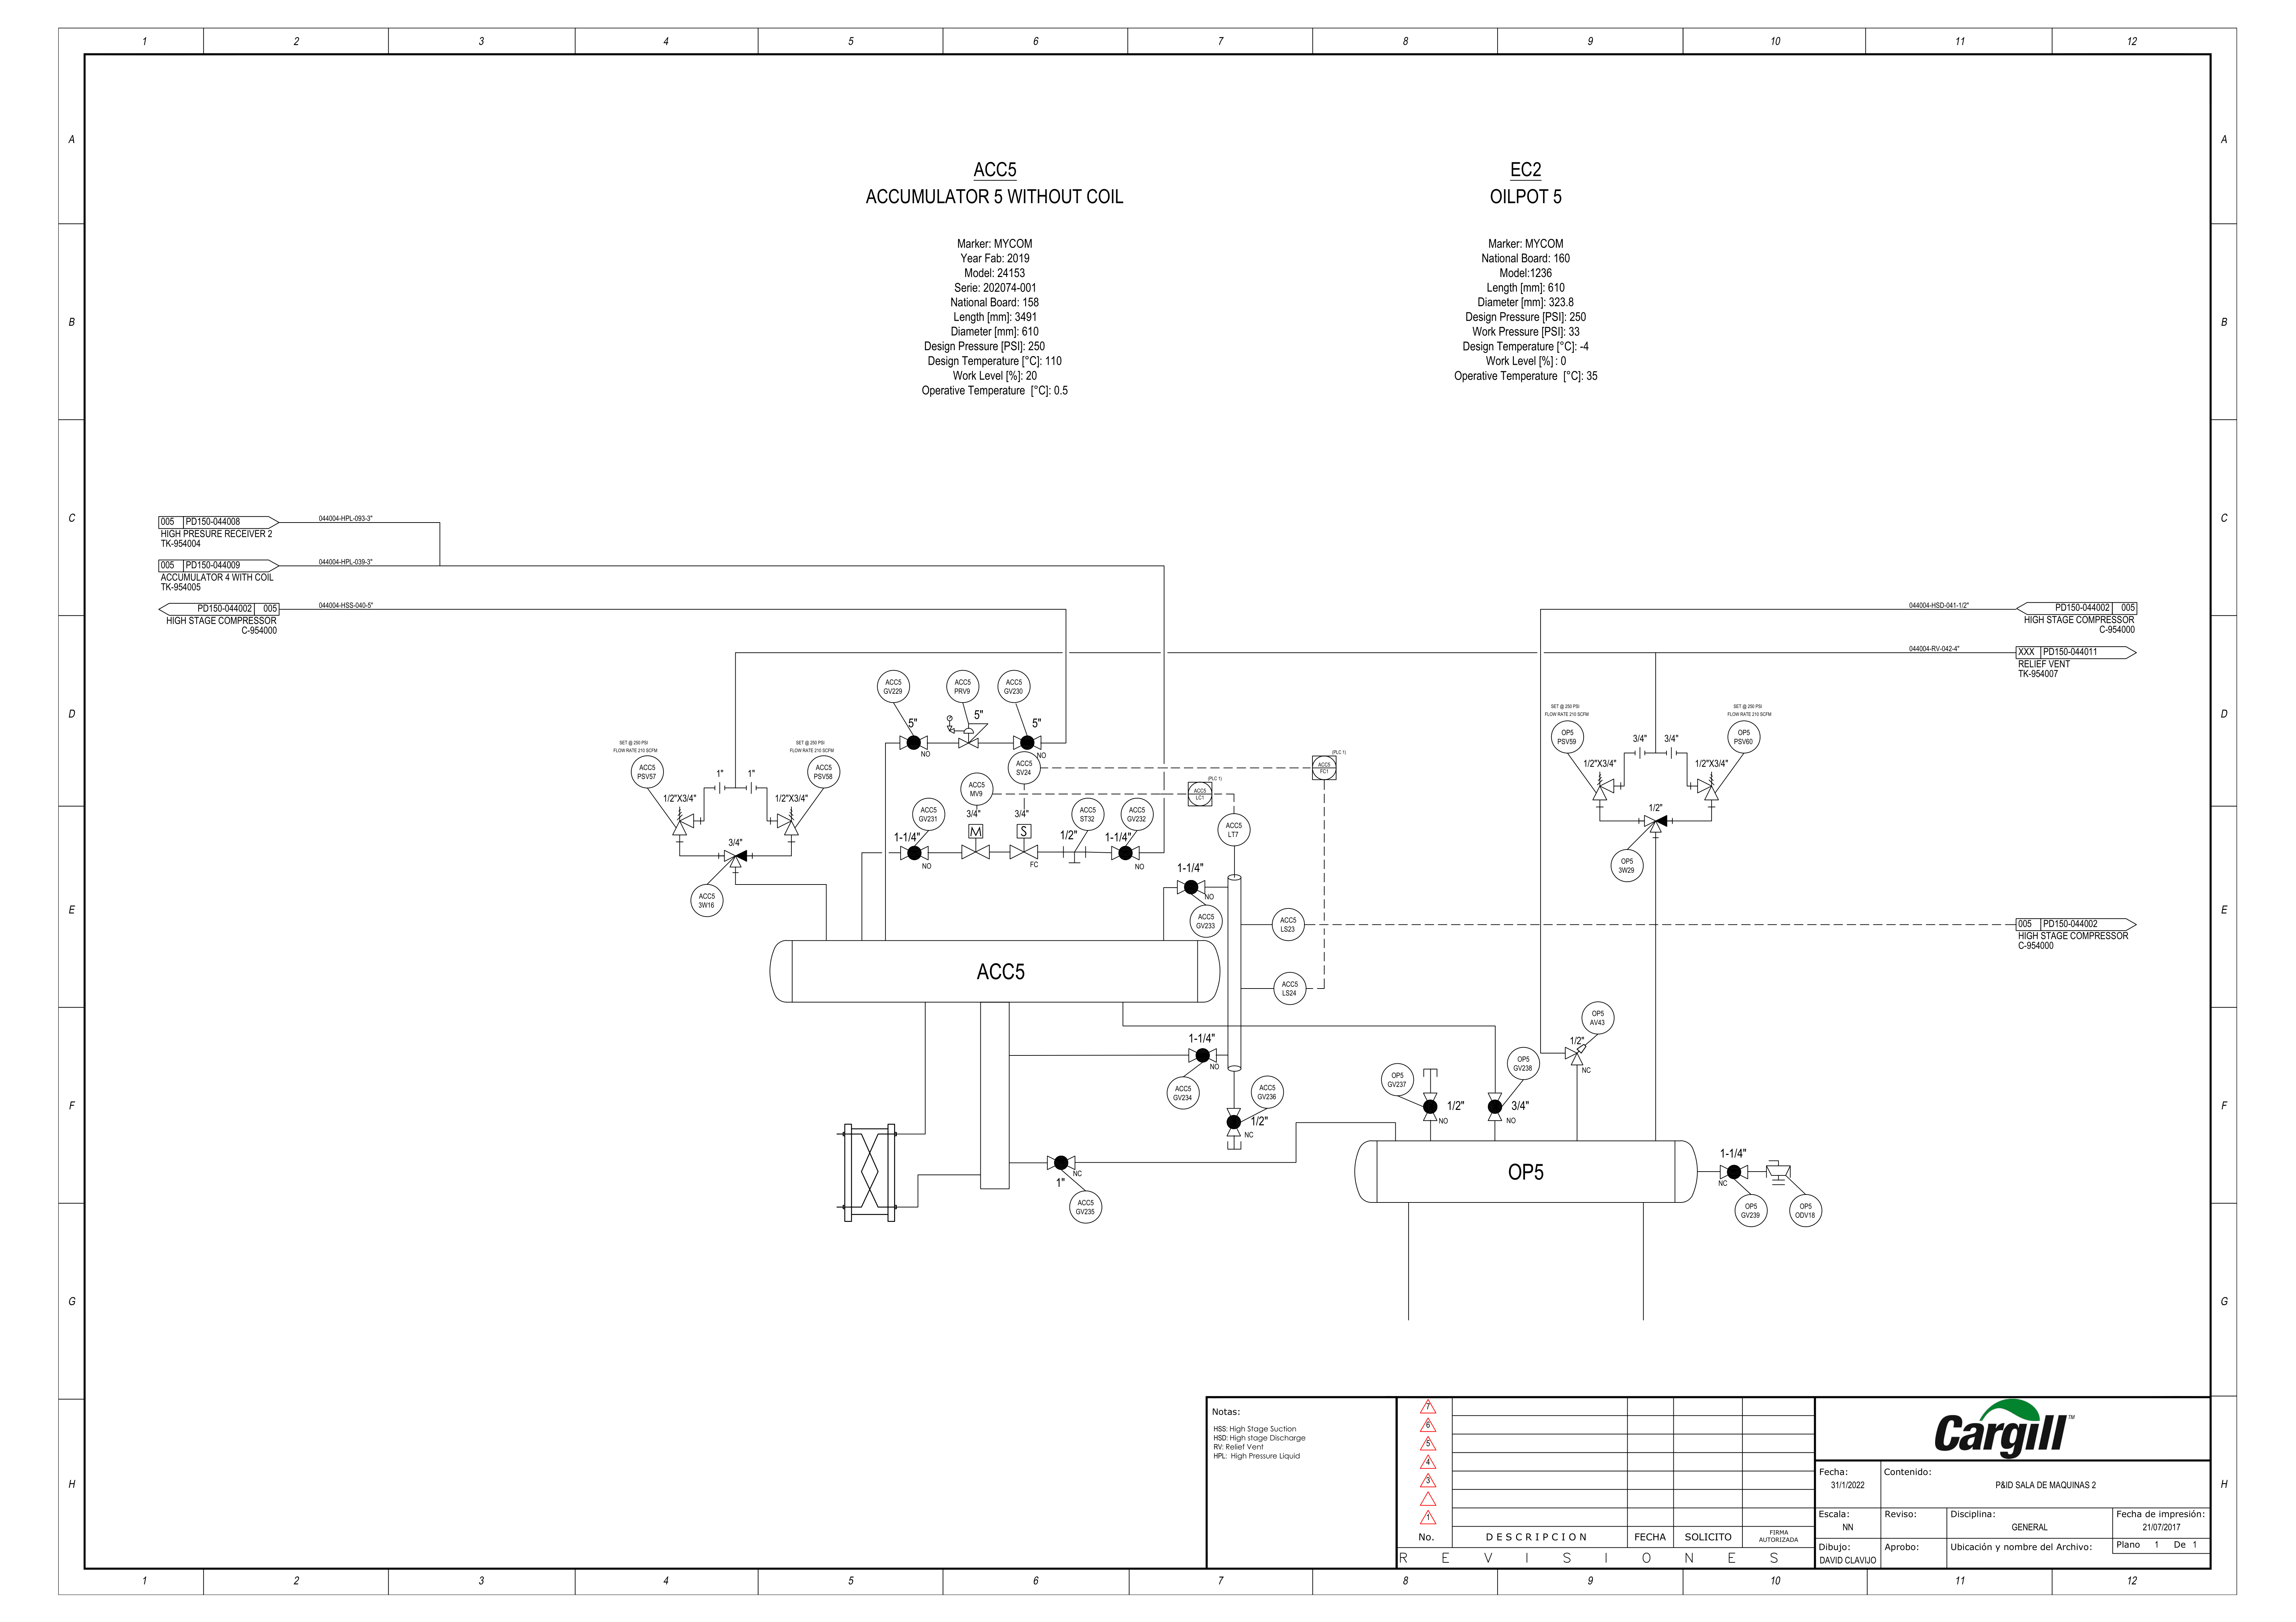 1 2 3 4 5 6 7 8 9 10 11 12
A
B
C
D
E
F
G
H
A
B
C
D
E
F
G
H
ACC5
ACCUMULATOR 5 WITHOUT COIL
Marker: MYCOM
Year Fab: 2019
Model: 24153
Serie: 202074-001
National Board: 158
Length [mm]: 3491
Diameter [mm]: 610
Design Pressure [PSI]: 250
Design Temperature [°C]: 110
Work Level [%]: 20
Operative Temperature [°C]: 0.5
EC2
OILPOT 5
Marker: MYCOM
National Board: 160
Model:1236
Length [mm]: 610
Diameter [mm]: 323.8
Design Pressure [PSI]: 250
Work Pressure [PSI]: 33
Design Temperature [°C]: -4
Work Level [%] : 0
Operative Temperature [°C]: 35
005 PD150-044008
HIGH PRESURE RECEIVER 2
TK-954004
044004-HPL-093-3"
005 PD150-044009
ACCUMULATOR 4 WITH COIL
TK-954005
044004-HPL-039-3"
PD150-044002 005
HIGH STAGE COMPRESSOR
C-954000
044004-HSS-040-5"
044004-HSD-041-1/2"
PD150-044002 005
HIGH STAGE COMPRESSOR
C-954000
044004-RV-042-4"
XXX PD150-044011
RELIEF VENT
TK-954007
005 PD150-044002
HIGH STAGE COMPRESSOR
C-954000
SET @ 250 PSI
FLOW RATE 210 SCFM
ACC5
PSV57
1/2"X3/4"
1"
1"
SET @ 250 PSI
FLOW RATE 210 SCFM
ACC5
PSV58
1/2"X3/4"
3/4"
ACC5
3W16
ACC5
GV229
5"
NO
ACC5
PRV9
5"
ACC5
GV230
5"
NO
ACC5
SV24
3/4"
S
FC
ACC5
MV9
3/4"
M
ACC5
GV231
1-1/4"
NO
ACC5
ST32
1/2"
ACC5
GV232
1-1/4"
NO
(PLC 1)
ACC5
LC1
(PLC 1)
ACC5
FC1
ACC5
LT7
1-1/4"
NO
ACC5
GV233
ACC5
LS23
ACC5
LS24
ACC5
1-1/4"
NO
ACC5
GV234
ACC5
GV236
1/2"
NC
1"
NC
ACC5
GV235
SET @ 250 PSI
FLOW RATE 210 SCFM
OP5
PSV59
1/2"X3/4"
3/4"
3/4"
SET @ 250 PSI
FLOW RATE 210 SCFM
OP5
PSV60
1/2"X3/4"
1/2"
OP5
3W29
OP5
AV43
1/2"
NC
OP5
GV237
1/2"
NO
OP5
GV238
3/4"
NO
OP5
1-1/4"
NC
OP5
GV239
OP5
ODV18
Notas:
HSS: High Stage Suction
HSD: High stage Discharge
RV: Relief Vent
HPL: High Pressure Liquid
7
6
5
4
3
1
No. DESCRIPCION FECHA SOLICITO FIRMA AUTORIZADA
REVISIONES
Cargill™
Fecha:
31/1/2022
Contenido:
P&ID SALA DE MAQUINAS 2
Escala:
NN
Reviso:
Disciplina:
GENERAL
Fecha de impresión:
21/07/2017
Dibujo:
DAVID CLAVIJO
Aprobo:
Ubicación y nombre del Archivo:
Plano 1 De 1
1 2 3 4 5 6 7 8 9 10 11 12